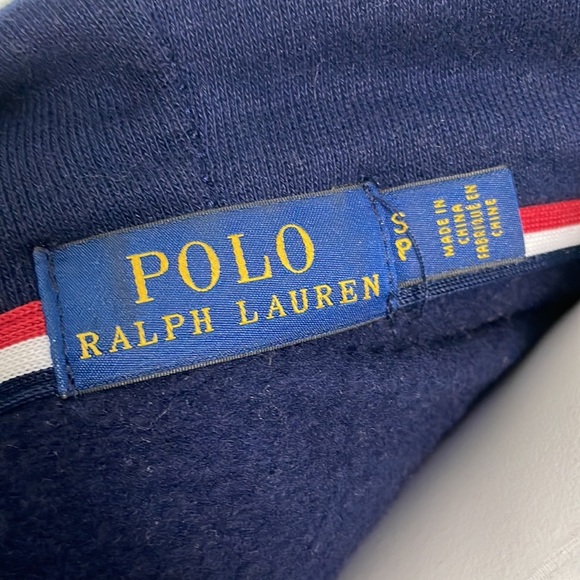 POLO
RALPH LAUREN
S
P
MADE IN
CHINA
FABRIQUÉ EN
CHINE